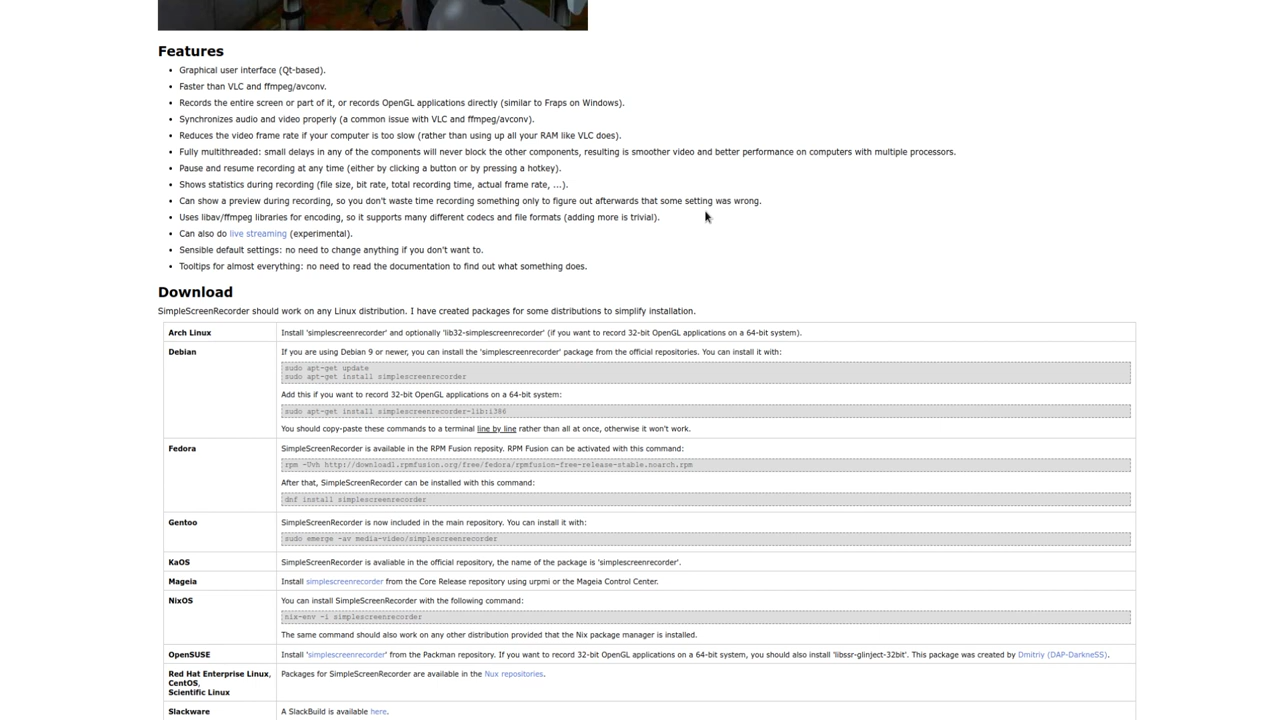 Features
Graphical user interface (Qt-based).
Faster than VLC and ffmpeg/avconv.
Records the entire screen or part of it, or records OpenGL applications directly (similar to Fraps on Windows).
Synchronizes audio and video properly (a common issue with VLC and ffmpeg/avconv).
Reduces the video frame rate if your computer is too slow (rather than using up all your RAM like VLC does).
Fully multithreaded: small delays in any of the components will never block the other components, resulting is smoother video and better performance on computers with multiple processors.
Pause and resume recording at any time (either by clicking a button or by pressing a hotkey).
Shows statistics during recording (file size, bit rate, total recording time, actual frame rate, ...).
Can show a preview during recording, so you don't waste time recording something only to figure out afterwards that some setting was wrong.
Uses libav/ffmpeg libraries for encoding, so it supports many different codecs and file formats (adding more is trivial).
Can also do live streaming (experimental).
Sensible default settings: no need to change anything if you don't want to.
Tooltips for almost everything: no need to read the documentation to find out what something does.
Download
SimpleScreenRecorder should work on any Linux distribution. I have created packages for some distributions to simplify installation.
Arch Linux Install 'simplescreenrecorder' and optionally 'lib32-simplescreenrecorder' (if you want to record 32-bit OpenGL applications on a 64-bit system).
Debian If you are using Debian 9 or newer, you can install the 'simplescreenrecorder' package from the official repositories. You can install it with:
sudo apt-get update
sudo apt-get install simplescreenrecorder
Add this if you want to record 32-bit OpenGL applications on a 64-bit system:
sudo apt-get install simplescreenrecorder-lib:i386
You should copy-paste these commands to a terminal line by line rather than all at once, otherwise it won't work.
Fedora SimpleScreenRecorder is available in the RPM Fusion reposity. RPM Fusion can be activated with this command:
rpm -Uvh http://download1.rpmfusion.org/free/fedora/rpmfusion-free-release-stable.noarch.rpm
After that, SimpleScreenRecorder can be installed with this command:
dnf install simplescreenrecorder
Gentoo SimpleScreenRecorder is now included in the main repository. You can install it with:
sudo emerge -av media-video/simplescreenrecorder
KaOS SimpleScreenRecorder is avaliable in the official repository, the name of the package is 'simplescreenrecorder'.
Mageia Install simplescreenrecorder from the Core Release repository using urpmi or the Mageia Control Center.
NixOS You can install SimpleScreenRecorder with the following command:
nix-env -i simplescreenrecorder
The same command should also work on any other distribution provided that the Nix package manager is installed.
OpenSUSE Install 'simplescreenrecorder' from the Packman repository. If you want to record 32-bit OpenGL applications on a 64-bit system, you should also install 'libssr-glinject-32bit'. This package was created by Dmitriy (DAP-DarkneSS).
Red Hat Enterprise Linux, Packages for SimpleScreenRecorder are available in the Nux repositories.
CentOS,
Scientific Linux
Slackware A SlackBuild is available here.